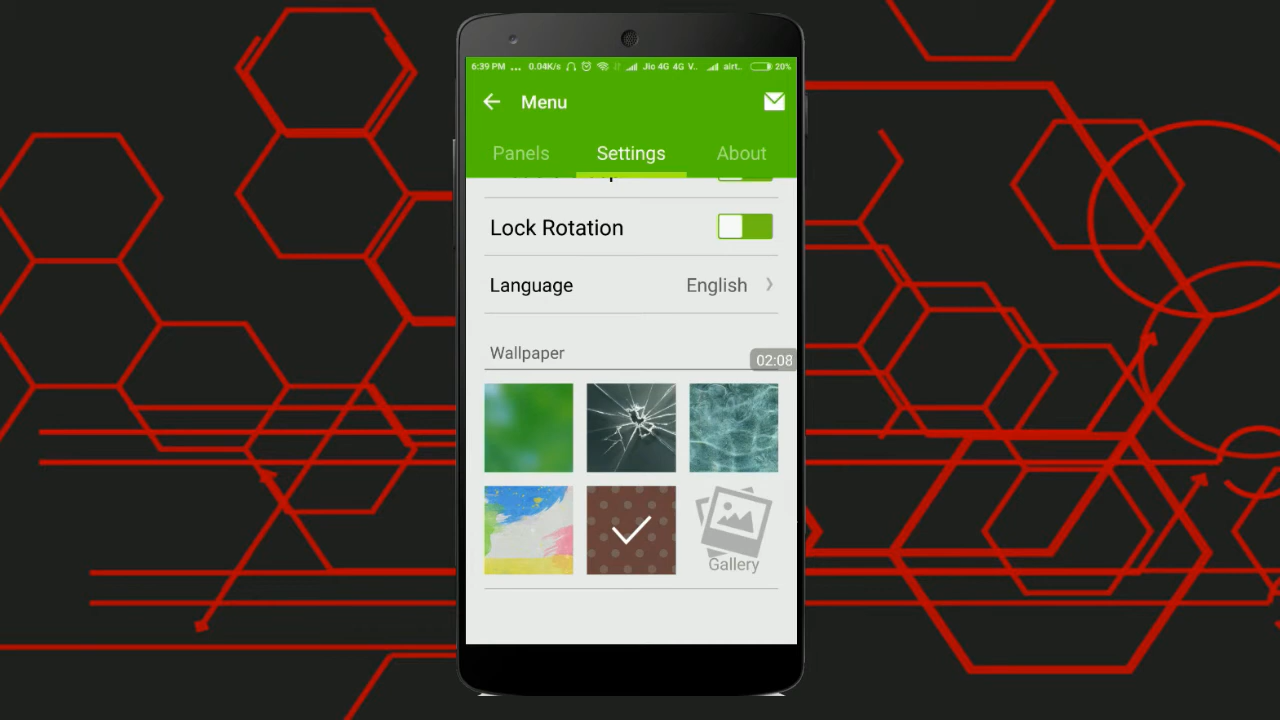 6:39 PM ... 0.04K/s Jio 4G 4G V.. airt.. 20%
Menu
Panels Settings About
Lock Rotation
Language English
Wallpaper
02:08
Gallery